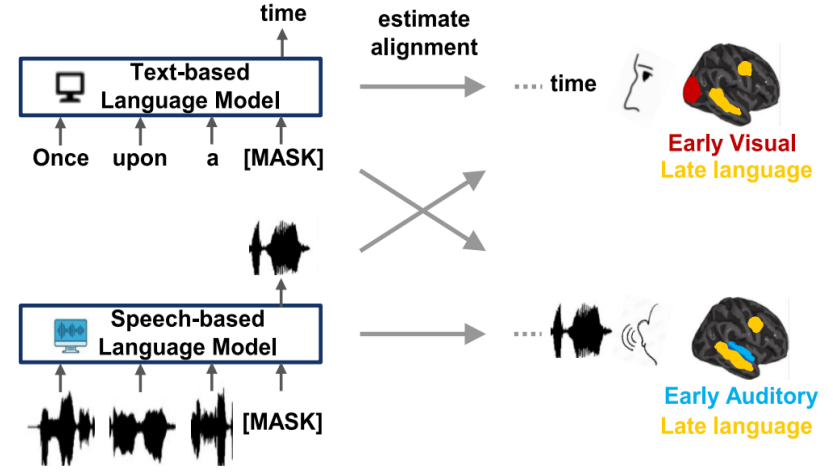 time
Text-based
Language Model
Once upon a [MASK]
estimate
alignment
time
Early Visual
Late language
Speech-based
Language Model
[MASK]
Early Auditory
Late language